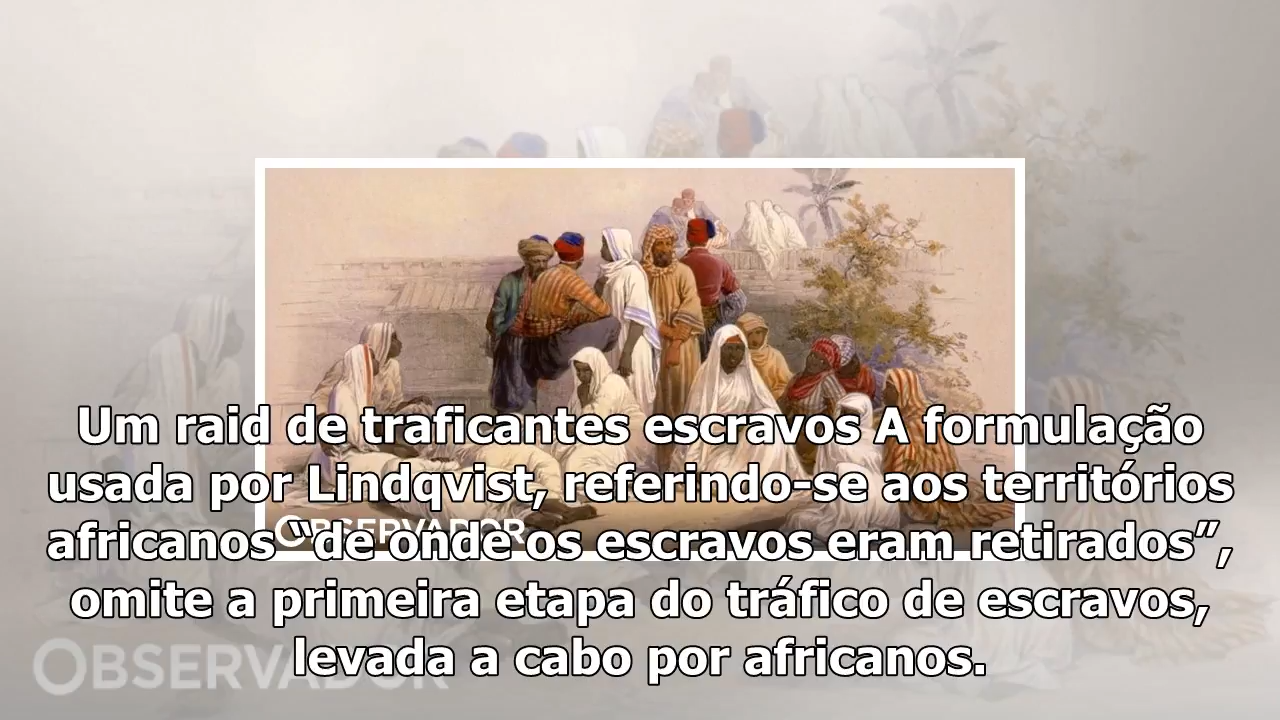 Um raid de traficantes escravos A formulação
usada por Lindqvist, referindo-se aos territórios
OBSERVADOR
africanos “de onde os escravos eram retirados”,
omite a primeira etapa do tráfico de escravos,
levada a cabo por africanos.
OBSERVADOR